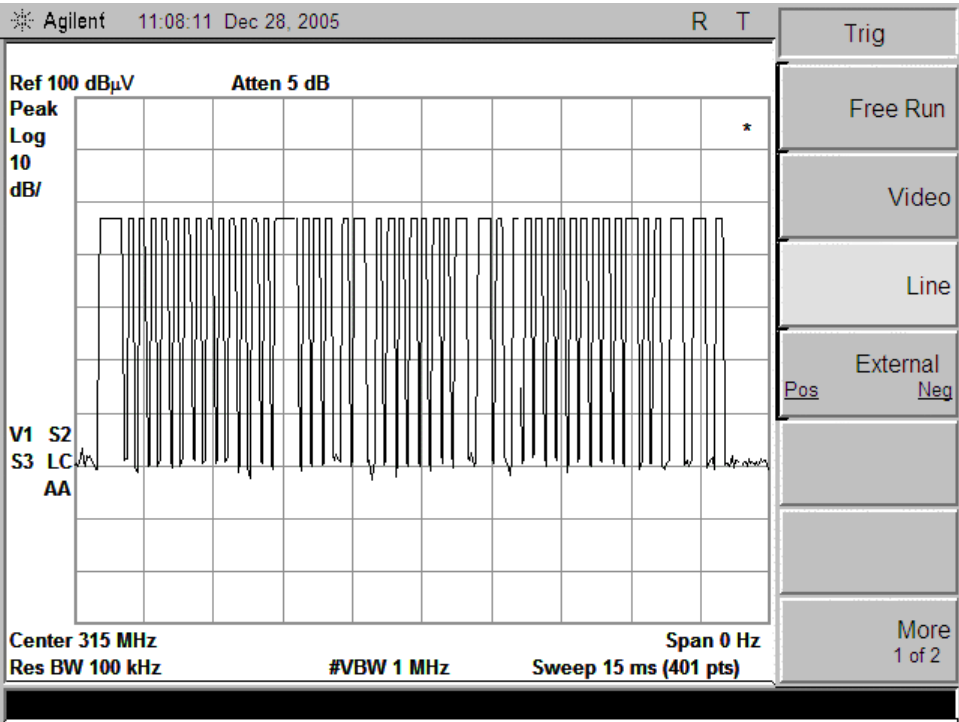 Agilent 11:08:11 Dec 28, 2005 R T
Trig
Ref 100 dBµV Atten 5 dB
Peak
Log
10
dB/
*
Free Run
Video
Line
External
Pos Neg
V1 S2
S3 LC
AA
Center 315 MHz Span 0 Hz
Res BW 100 kHz #VBW 1 MHz Sweep 15 ms (401 pts)
More
1 of 2